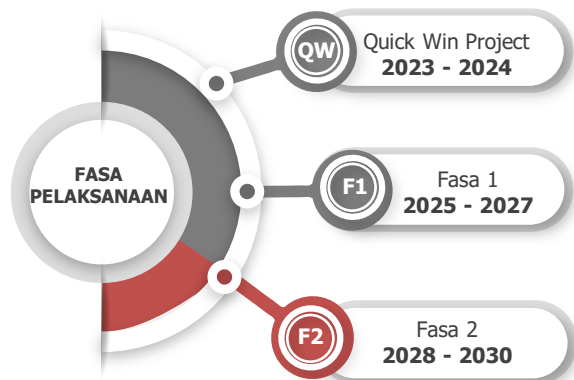 FASA
PELAKSANAAN
QW
Quick Win Project
2023 - 2024
F1
Fasa 1
2025 - 2027
F2
Fasa 2
2028 - 2030